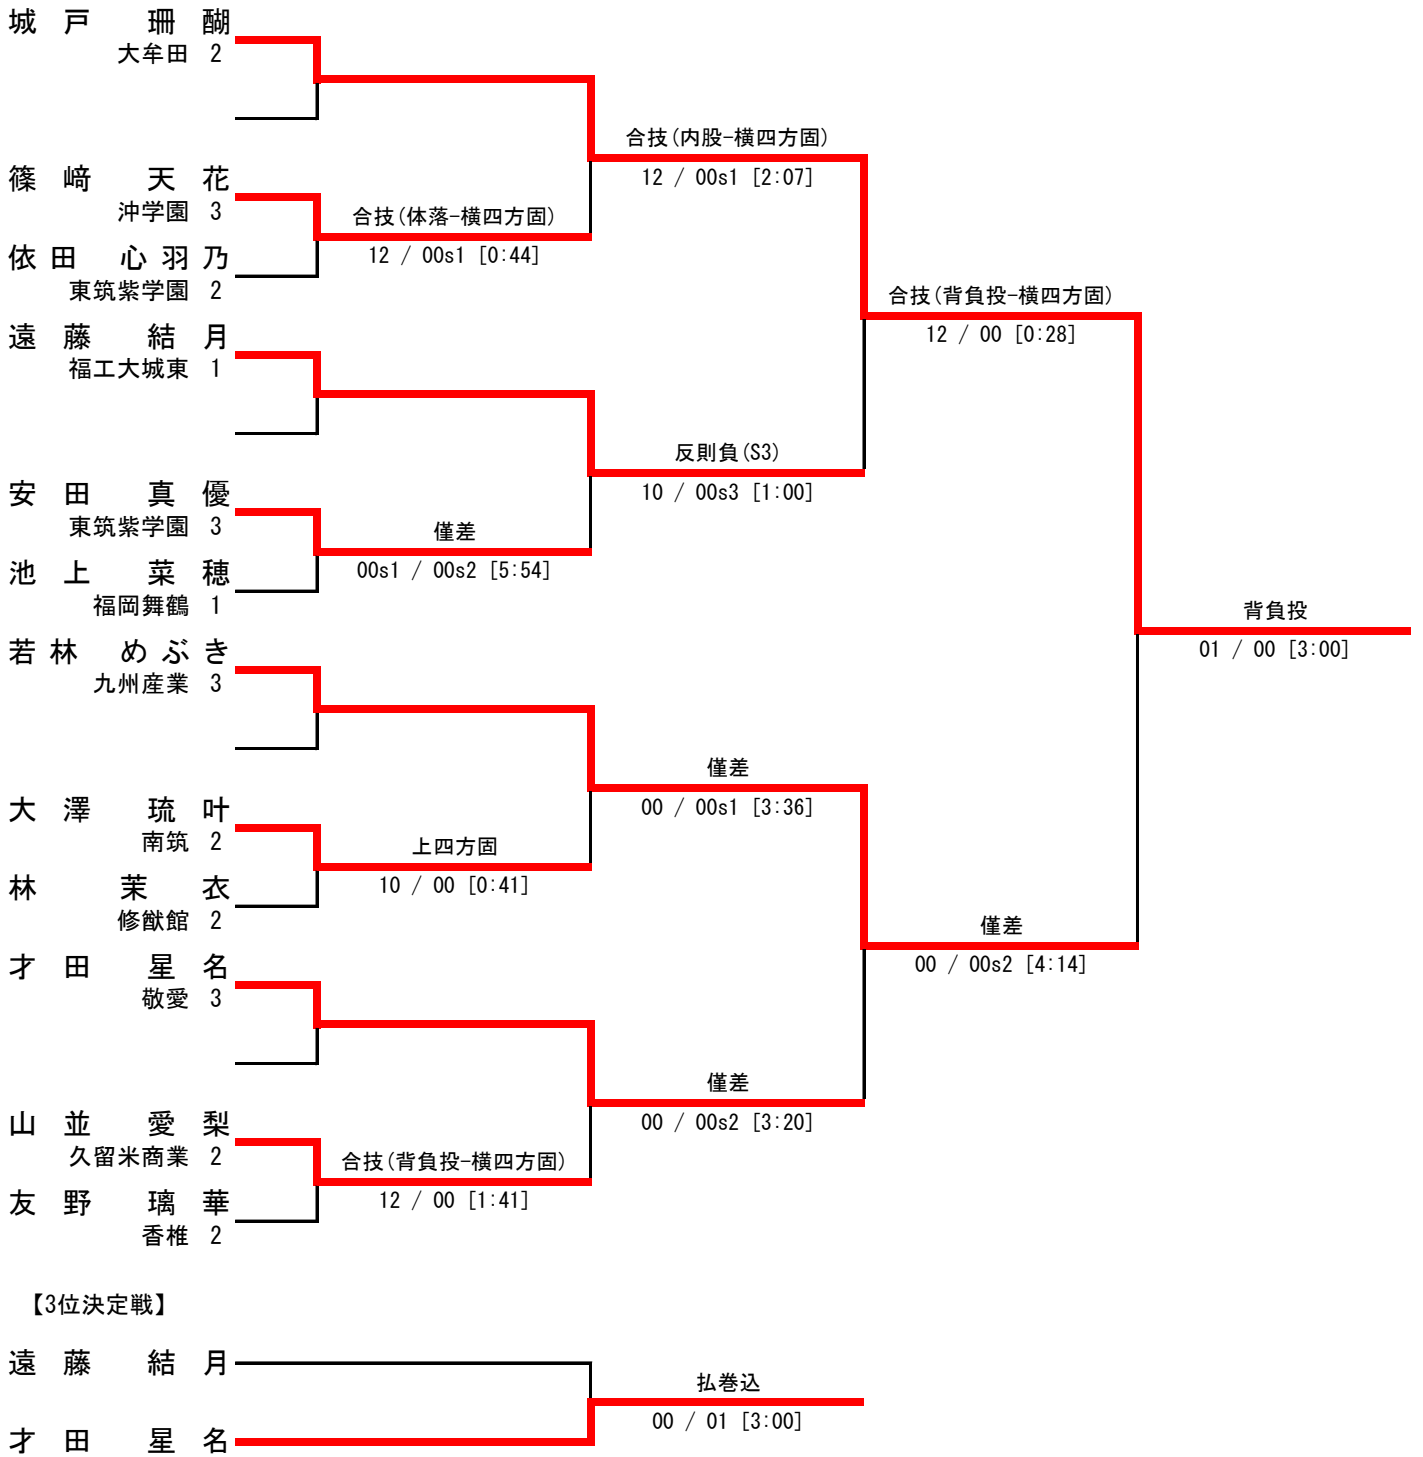 城戸 珊醐
大牟田 2
合技(内股-横四方固)
12 / 00s1 [2:07]
篠﨑 天花
沖学園 3
合技(体落-横四方固)
12 / 00s1 [0:44]
依田 心羽乃
東筑紫学園 2
合技(背負投-横四方固)
12 / 00 [0:28]
遠藤 結月
福工大城東 1
反則負(S3)
10 / 00s3 [1:00]
安田 真優
東筑紫学園 3
僅差
00s1 / 00s2 [5:54]
池上 菜穂
福岡舞鶴 1
背負投
01 / 00 [3:00]
若林 めぶき
九州産業 3
僅差
00 / 00s1 [3:36]
大澤 琉叶
南筑 2
上四方固
10 / 00 [0:41]
林 茉衣
修猷館 2
僅差
00 / 00s2 [4:14]
才田 星名
敬愛 3
僅差
00 / 00s2 [3:20]
山並 愛梨
久留米商業 2
合技(背負投-横四方固)
12 / 00 [1:41]
友野 璃華
香椎 2
【3位決定戦】
遠藤 結月
払巻込
00 / 01 [3:00]
才田 星名